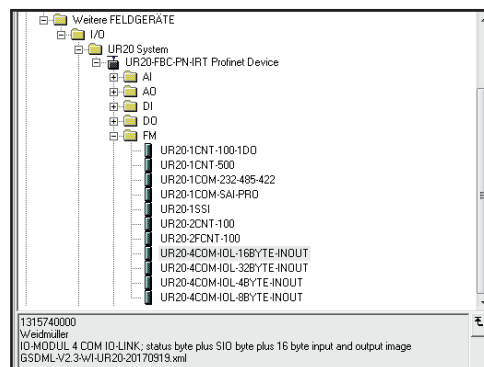 Weitere FELDGERÄTE
I/O
UR20 System
UR20-FBC-PN-IRT Profinet Device
AI
AO
DI
DO
FM
UR20-1CNT-100-1DO
UR20-1CNT-500
UR20-1COM-232-485-422
UR20-1COM-SAI-PRO
UR20-1SSI
UR20-2CNT-100
UR20-2FCNT-100
UR20-4COM-IOL-16BYTE-INOUT
UR20-4COM-IOL-32BYTE-INOUT
UR20-4COM-IOL-4BYTE-INOUT
UR20-4COM-IOL-8BYTE-INOUT
1315740000
Weidmüller
IO-MODUL 4 COM IO-LINK; status byte plus SIO byte plus 16 byte input and output image
GSDML-V2.3-WI-UR20-20170919.xml